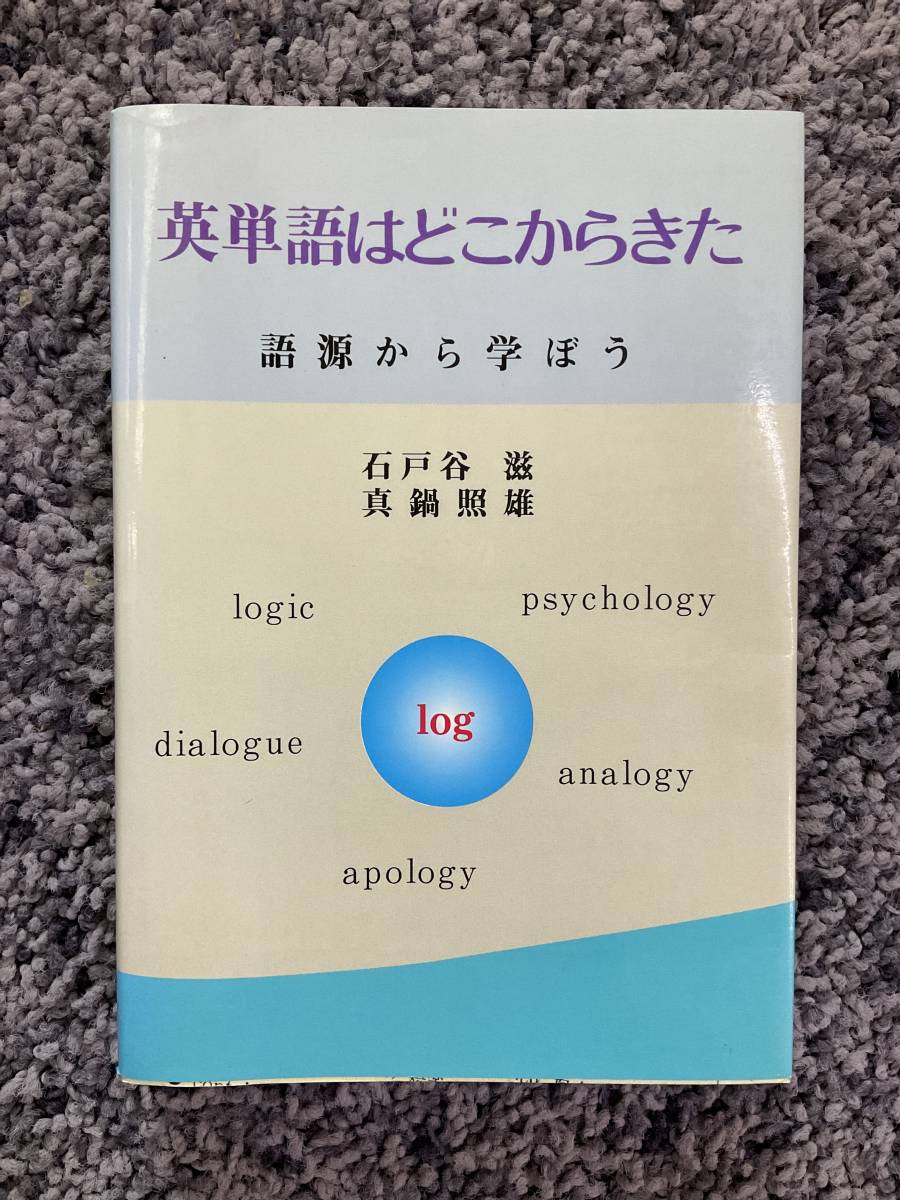 英単語はどこからきた
語源から学ぼう
石戸谷 滋
真鍋照雄
logic
psychology
log
dialogue
analogy
apology